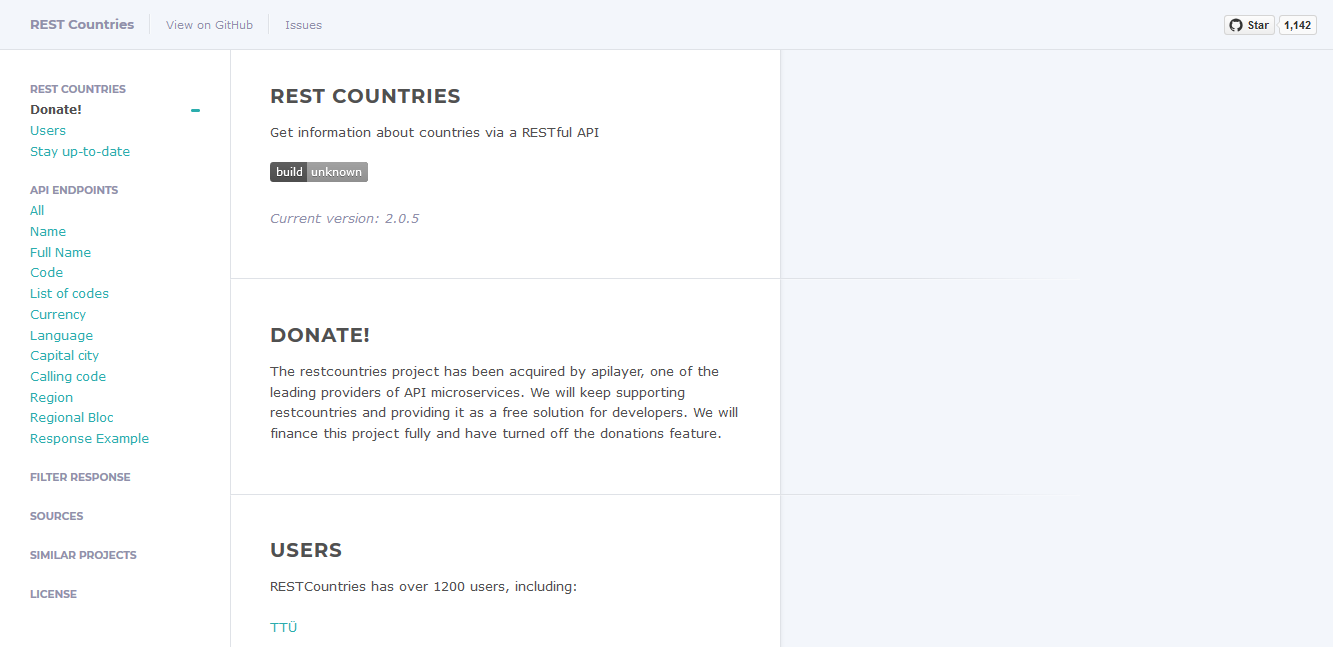 REST Countries
View on GitHub
Issues
Star
1,142
REST COUNTRIES
Donate!
Users
Stay up-to-date
API ENDPOINTS
All
Name
Full Name
Code
List of codes
Currency
Language
Capital city
Calling code
Region
Regional Bloc
Response Example
FILTER RESPONSE
SOURCES
SIMILAR PROJECTS
LICENSE
REST COUNTRIES
Get information about countries via a RESTful API
build unknown
Current version: 2.0.5
DONATE!
The restcountries project has been acquired by apilayer, one of the
leading providers of API microservices. We will keep supporting
restcountries and providing it as a free solution for developers. We will
finance this project fully and have turned off the donations feature.
USERS
RESTCountries has over 1200 users, including:
TTÜ